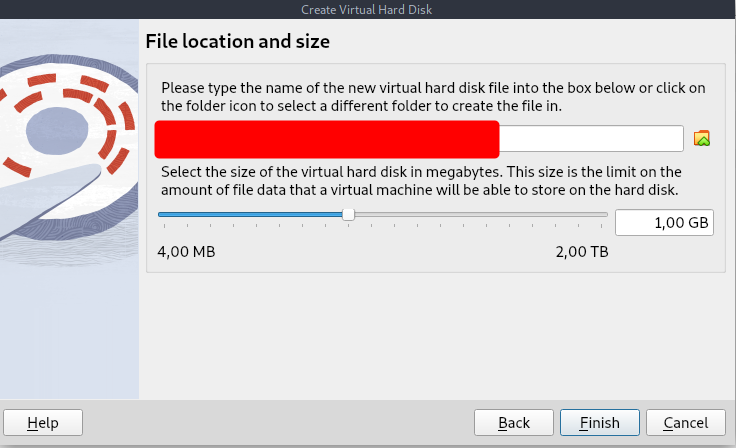 Create Virtual Hard Disk
File location and size
Please type the name of the new virtual hard disk file into the box below or click on
the folder icon to select a different folder to create the file in.
Select the size of the virtual hard disk in megabytes. This size is the limit on the
amount of file data that a virtual machine will be able to store on the hard disk.
1,00 GB
4,00 MB 2,00 TB
Help Back Finish Cancel